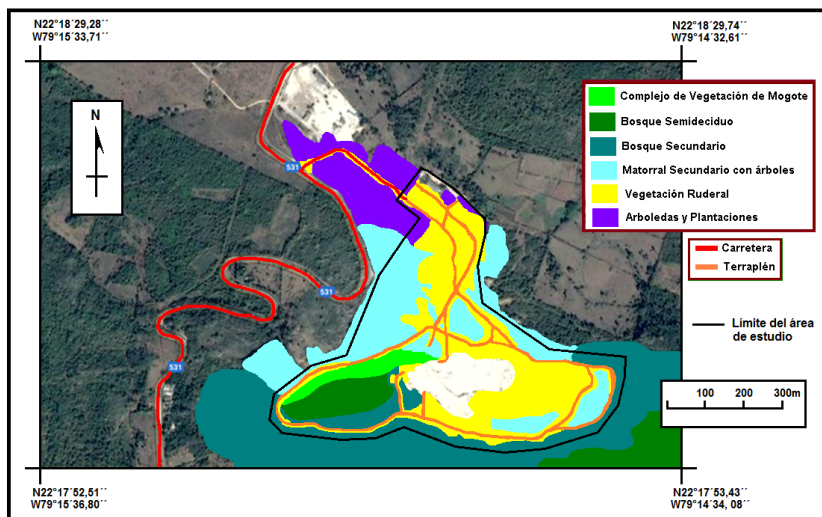 N22°18´29,28´´
W79°15´33,71´´
N22°18´29,74´´
W79°14´32,61´´
N
Complejo de Vegetación de Mogote
Bosque Semideciduo
Bosque Secundario
Matorral Secundario con árboles
Vegetación Ruderal
Arboledas y Plantaciones
Carretera
Terraplén
Límite del área
de estudio
100 200 300m
531
531
531
N22°17´52,51´´
W79°15´36,80´´
N22°17´53,43´´
W79°14´34, 08´´